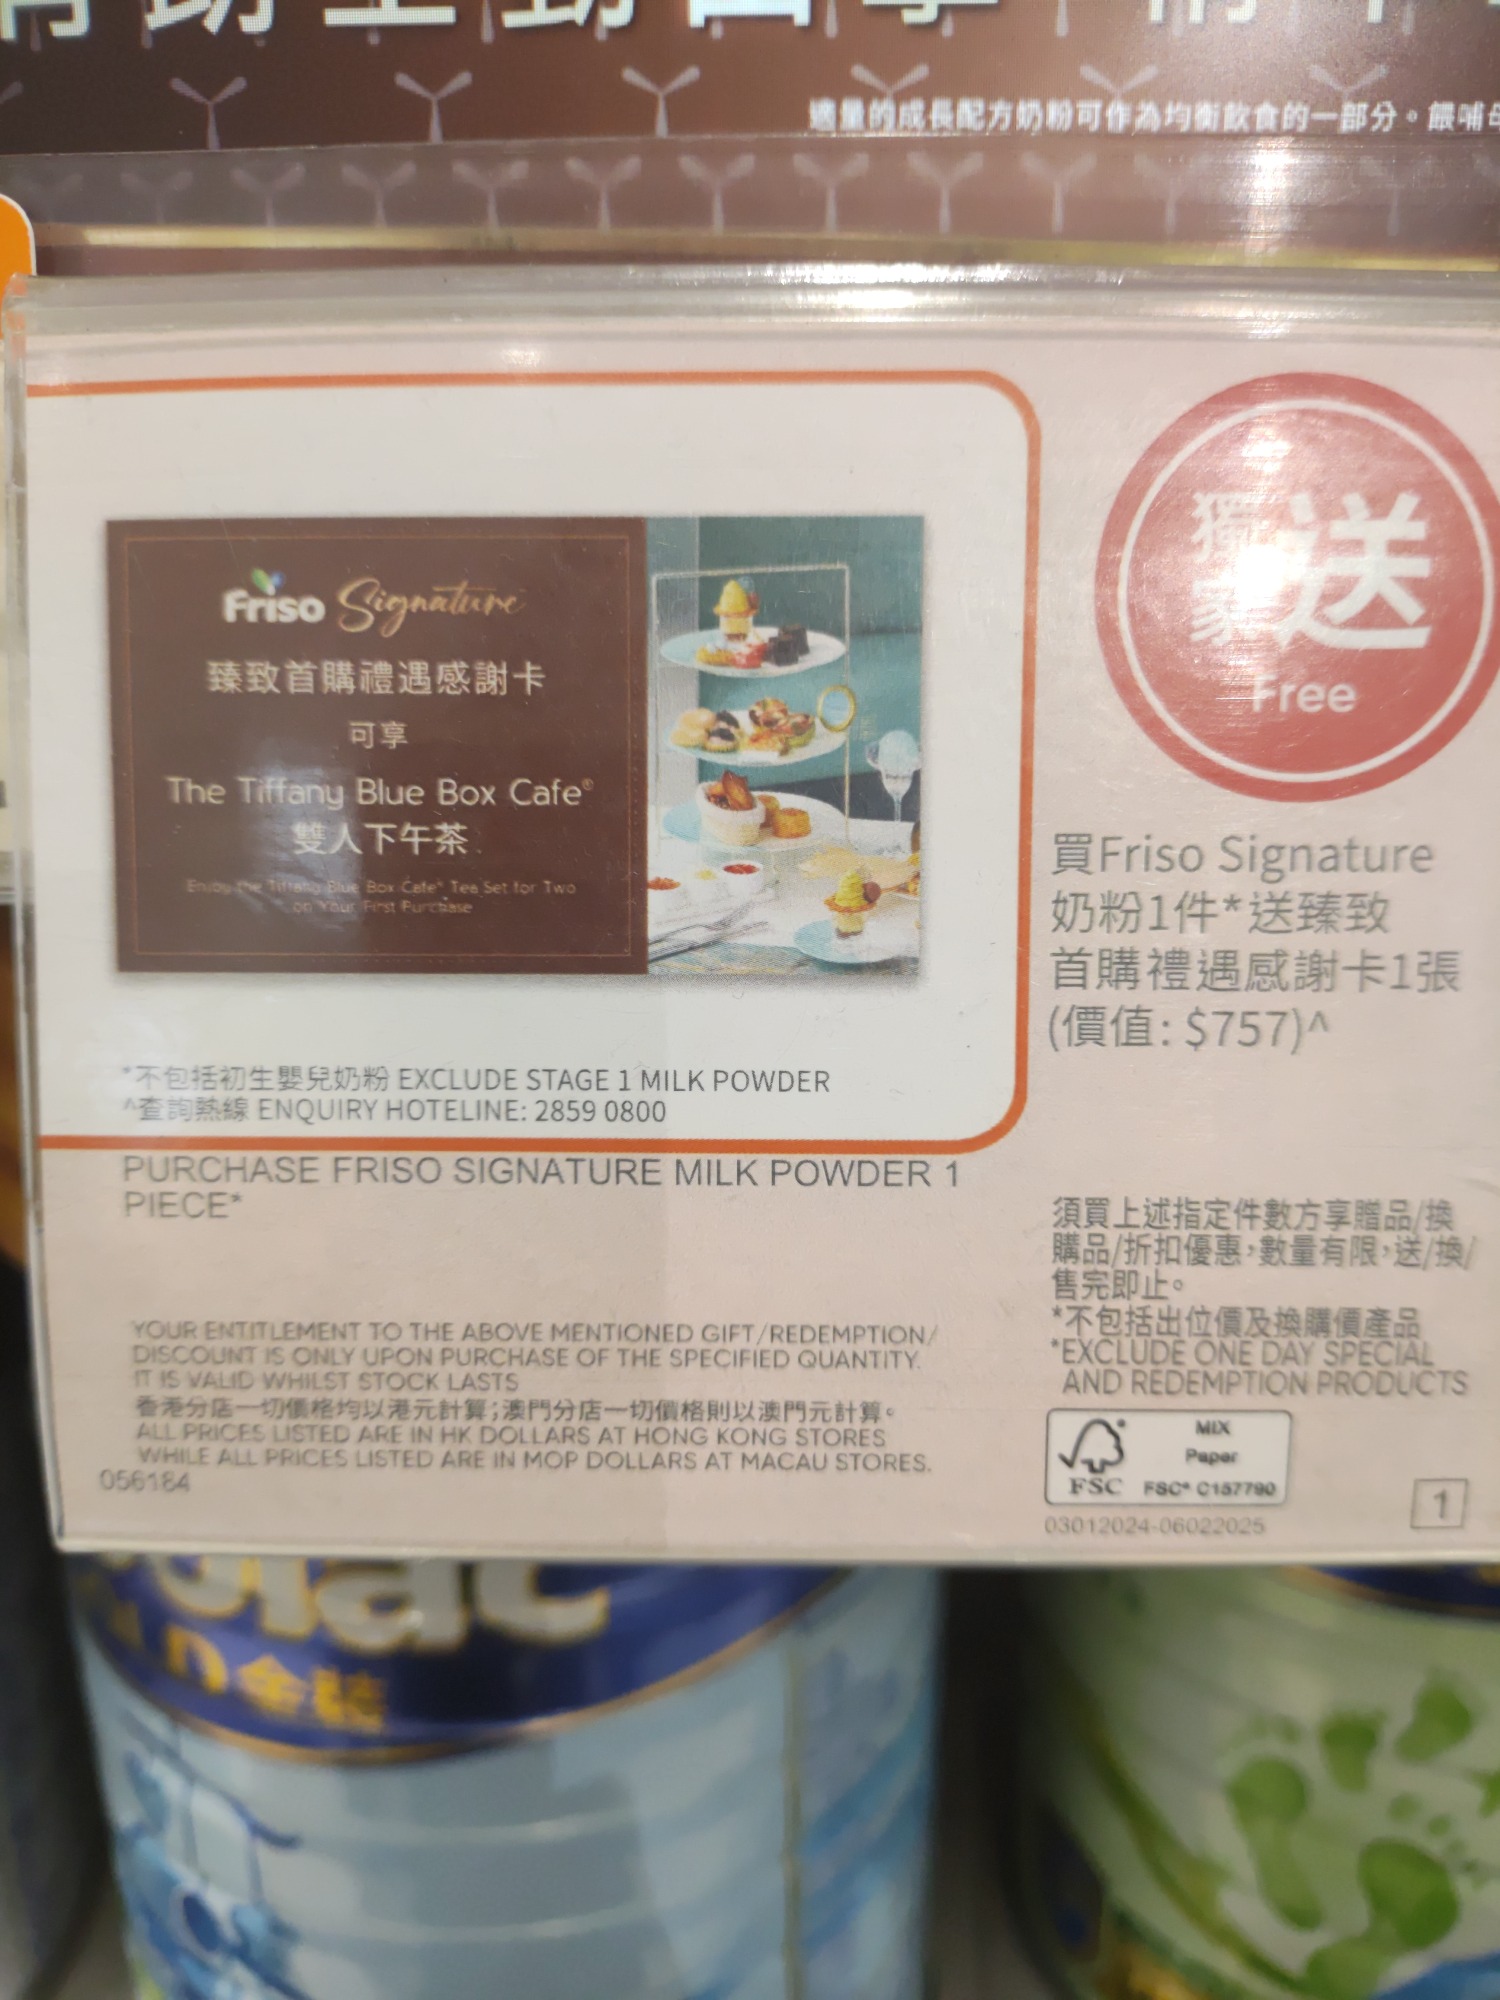 適量的成長配方奶粉可作為均衡飲食的一部分。餵哺
Friso Signature
臻致首購禮遇感謝卡
可享
The Tiffany Blue Box Cafe®
雙人下午茶
Enjoy the Tiffany Blue Box Cafe® Tea Set for Two
on Your First Purchase
*不包括初生嬰兒奶粉 EXCLUDE STAGE 1 MILK POWDER
^查詢熱線 ENQUIRY HOTELINE: 2859 0800
PURCHASE FRISO SIGNATURE MILK POWDER 1
PIECE*
YOUR ENTITLEMENT TO THE ABOVE MENTIONED GIFT/REDEMPTION/
DISCOUNT IS ONLY UPON PURCHASE OF THE SPECIFIED QUANTITY.
IT IS VALID WHILST STOCK LASTS
香港分店一切價格均以港元計算;澳門分店一切價格則以澳門元計算。
ALL PRICES LISTED ARE IN HK DOLLARS AT HONG KONG STORES
WHILE ALL PRICES LISTED ARE IN MOP DOLLARS AT MACAU STORES.
056184
獨家送
Free
買Friso Signature
奶粉1件*送臻致
首購禮遇感謝卡1張
(價值: $757)^
須買上述指定件數方享贈品/換
購品/折扣優惠,數量有限,送/換/
售完即止。
*不包括出位價及換購價產品
*EXCLUDE ONE DAY SPECIAL
AND REDEMPTION PRODUCTS
MIX
Paper
FSC FSC® C157790
03012024-06022025
1
金裝